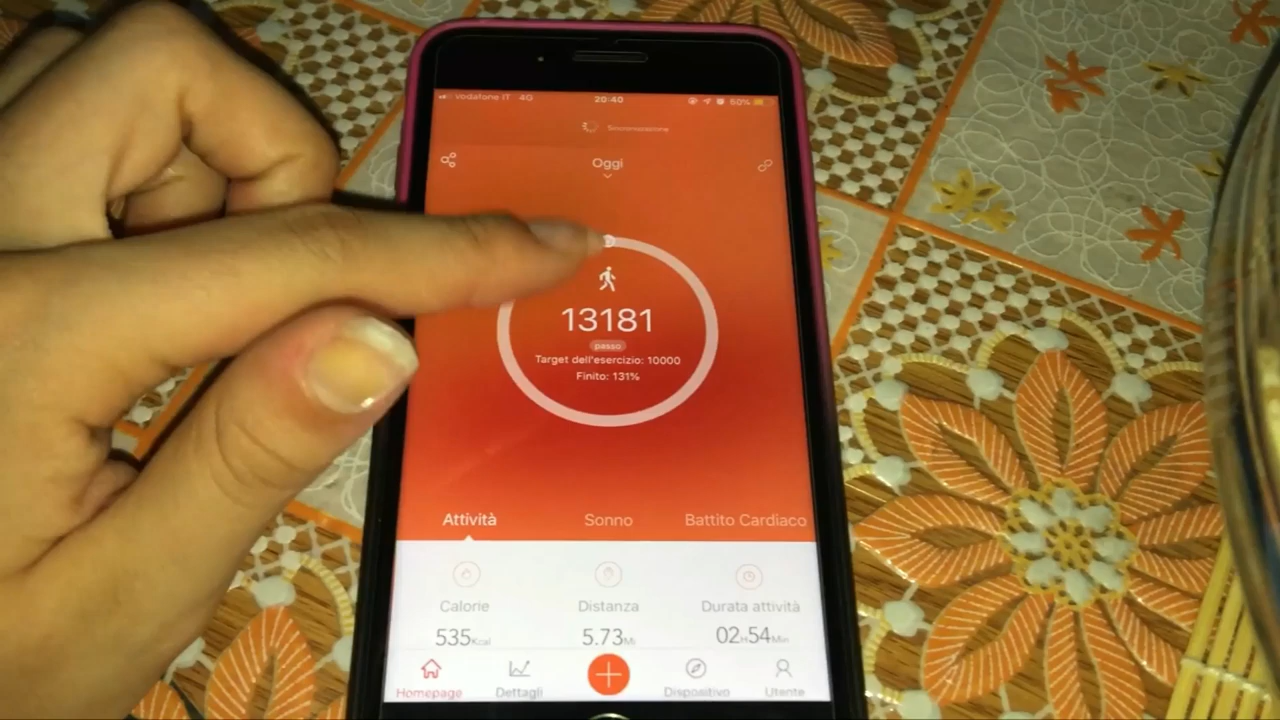 Vodafone IT 4G 20:40 50%
Sincronizzazione
Oggi
13181
passo
Target dell'esercizio: 10000
Finito: 131%
Attività Sonno Battito Cardiaco
Calorie Distanza Durata attività
535Kcal 5.73Mi 02H54Min
Homepage Dettagli Dispositivo Utente